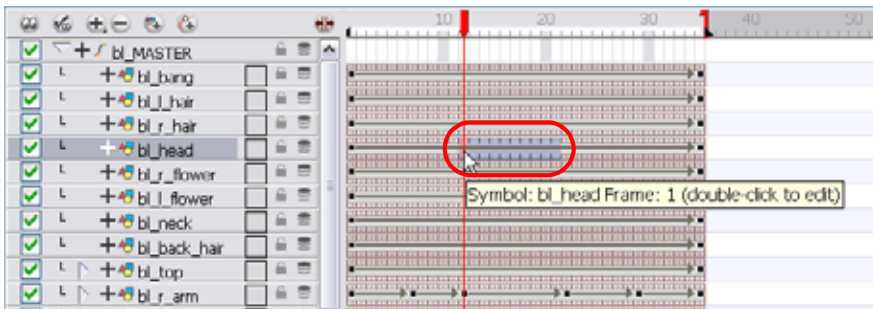 10 20 30 40 50
bl_MASTER
bl_bang
bl_l_hair
bl_r_hair
bl_head
bl_r_flower
Symbol: bl_head Frame: 1 (double-click to edit)
bl_l_flower
bl_neck
bl_back_hair
bl_top
bl_r_arm